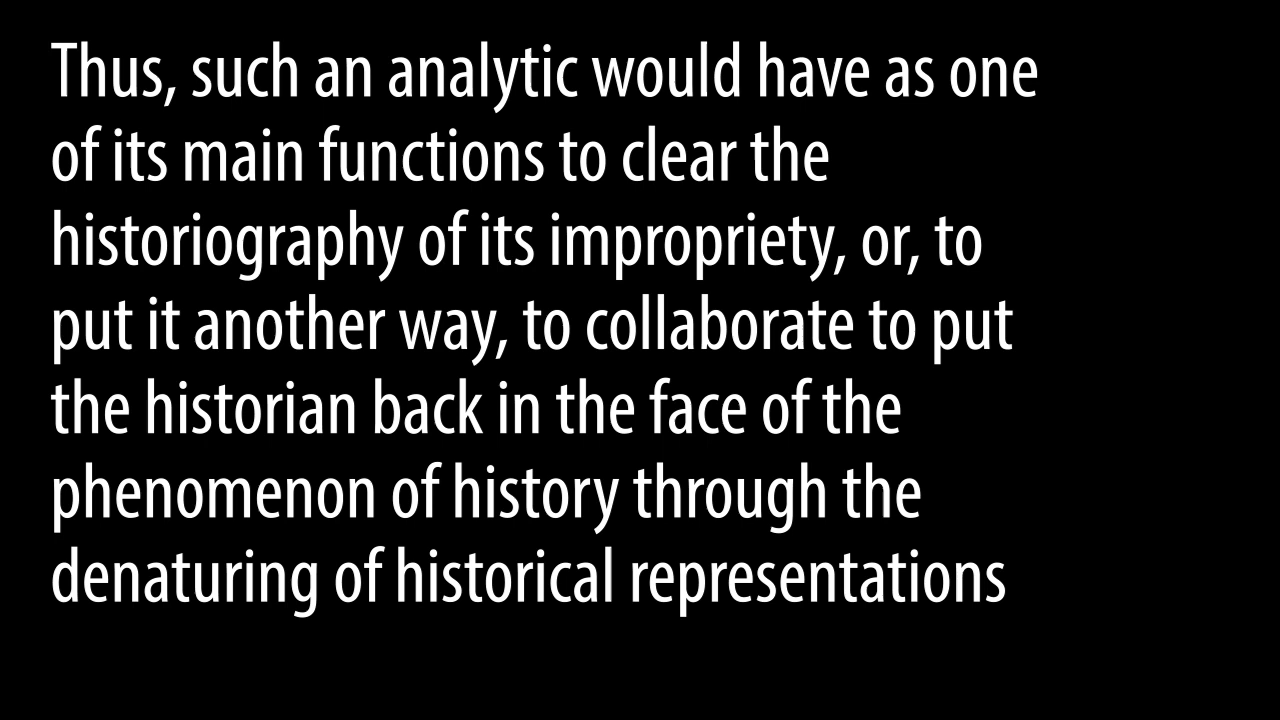 Thus, such an analytic would have as one
of its main functions to clear the
historiography of its impropriety, or, to
put it another way, to collaborate to put
the historian back in the face of the
phenomenon of history through the
denaturing of historical representations